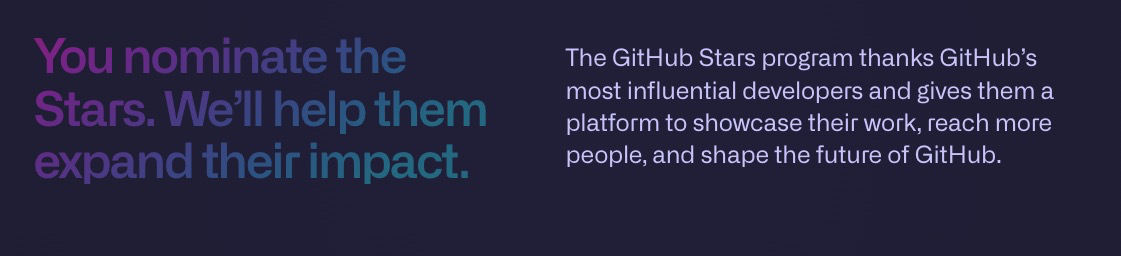 You nominate the
Stars. We’ll help them
expand their impact.
The GitHub Stars program thanks GitHub’s
most influential developers and gives them a
platform to showcase their work, reach more
people, and shape the future of GitHub.